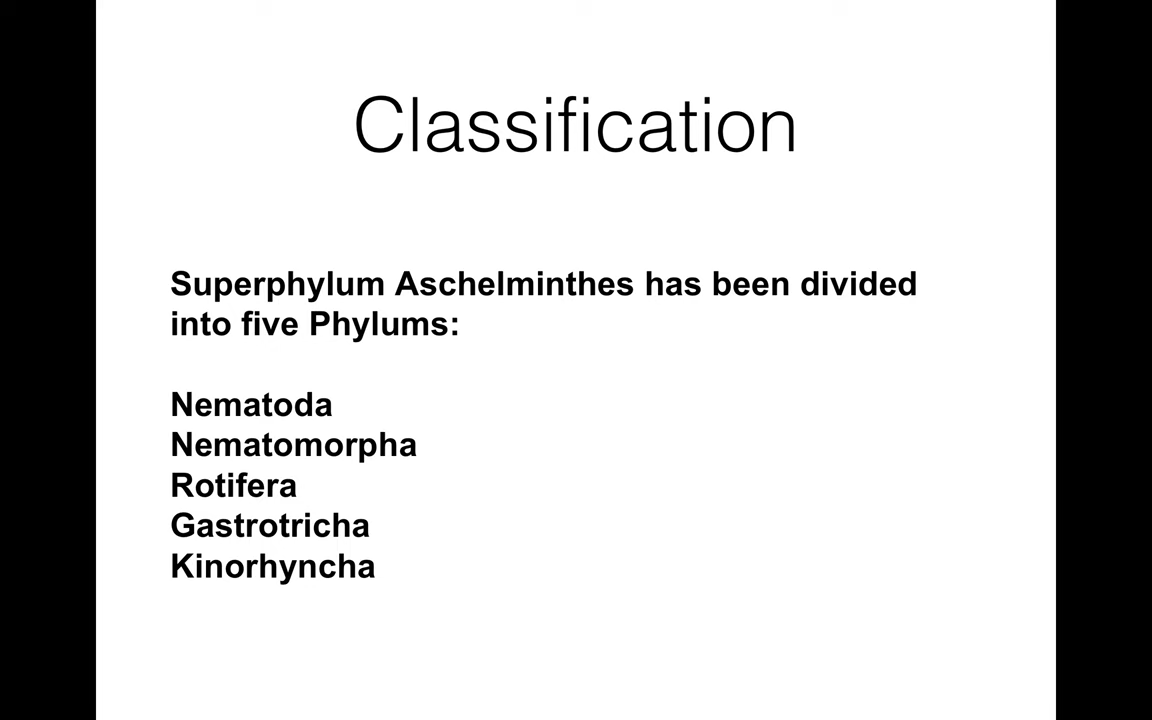 Classification
Superphylum Aschelminthes has been divided
into five Phylums:
Nematoda
Nematomorpha
Rotifera
Gastrotricha
Kinorhyncha